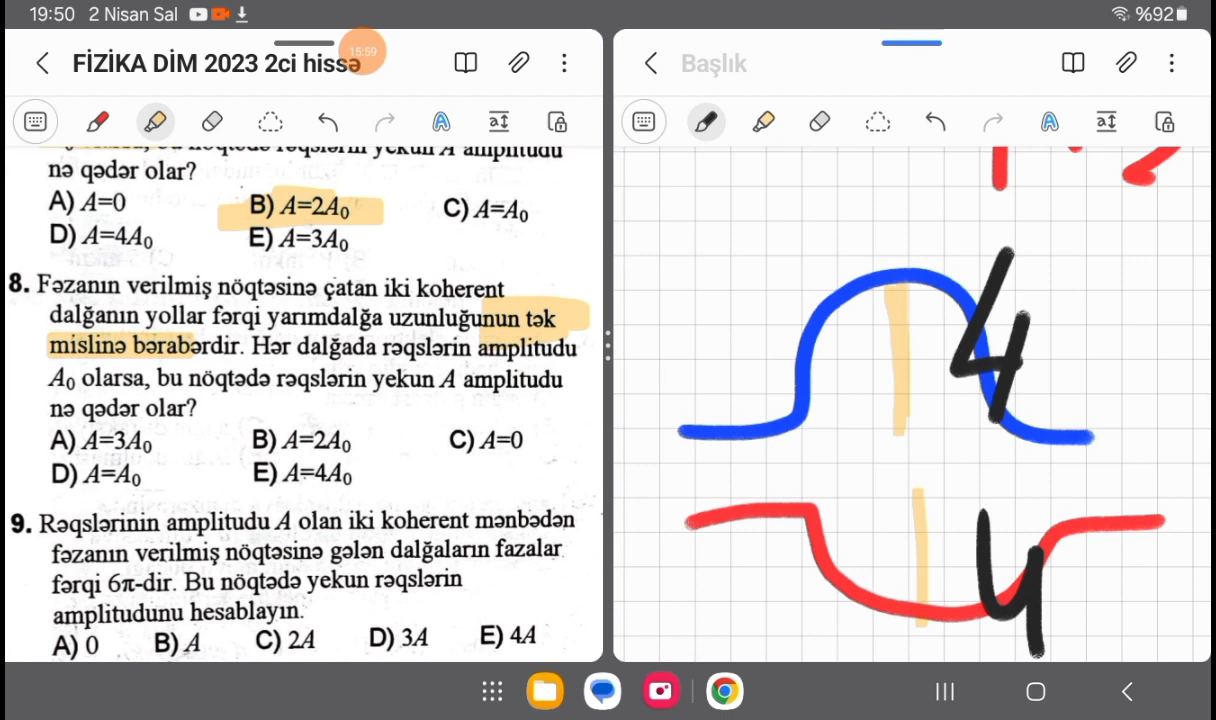 19:50 2 Nisan Sal
%92
FİZİKA DİM 2023 2ci hissə
15:59
Başlık
yekun A amplitudu
nə qədər olar?
A) A=0 B) A=2A₀ C) A=A₀
D) A=4A₀ E) A=3A₀
8. Fəzanın verilmiş nöqtəsinə çatan iki koherent
dalğanın yollar fərqi yarımdalğa uzunluğunun tək
mislinə bərabərdir. Hər dalğada rəqslərin amplitudu
A₀ olarsa, bu nöqtədə rəqslərin yekun A amplitudu
nə qədər olar?
A) A=3A₀ B) A=2A₀ C) A=0
D) A=A₀ E) A=4A₀
9. Rəqslərinin amplitudu A olan iki koherent mənbədən
fəzanın verilmiş nöqtəsinə gələn dalğaların fazalar
fərqi 6π-dir. Bu nöqtədə yekun rəqslərin
amplitudunu hesablayın.
A) 0 B) A C) 2A D) 3A E) 4A
4
4